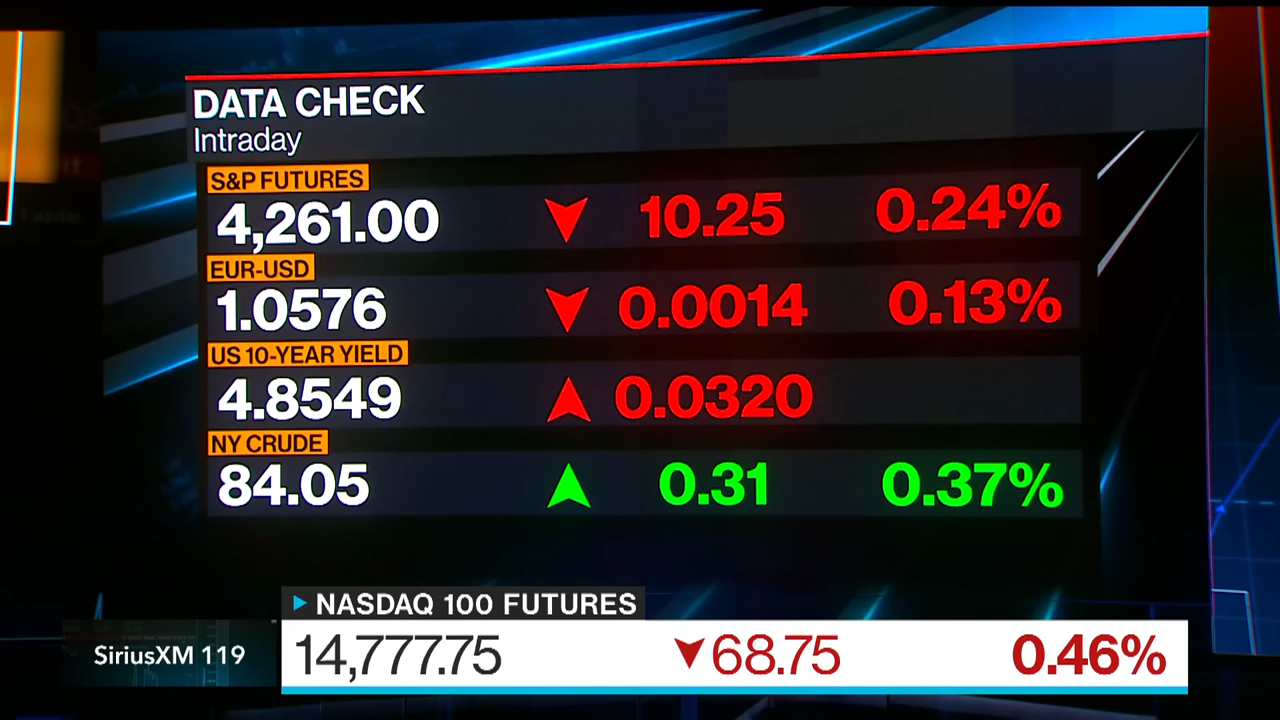 DATA CHECK
Intraday
S&P FUTURES
4,261.00 ▼ 10.25 0.24%
EUR-USD
1.0576 ▼ 0.0014 0.13%
US 10-YEAR YIELD
4.8549 ▲ 0.0320
NY CRUDE
84.05 ▲ 0.31 0.37%
NASDAQ 100 FUTURES
SiriusXM 119 14,777.75 ▼68.75 0.46%
Table